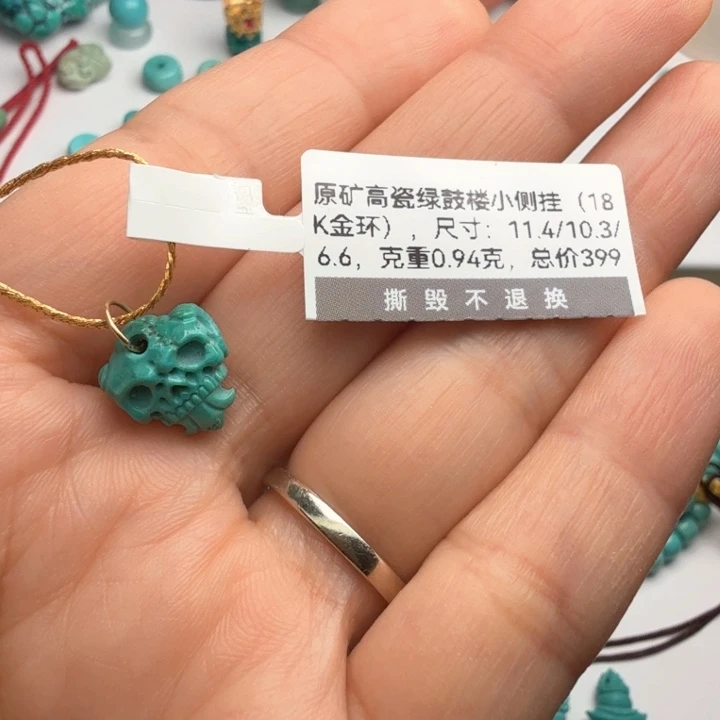 原矿高瓷绿鼓楼小侧挂（18
K金环），尺寸：11.4/10.3/
6.6，克重0.94克，总价399
撕毁不退换